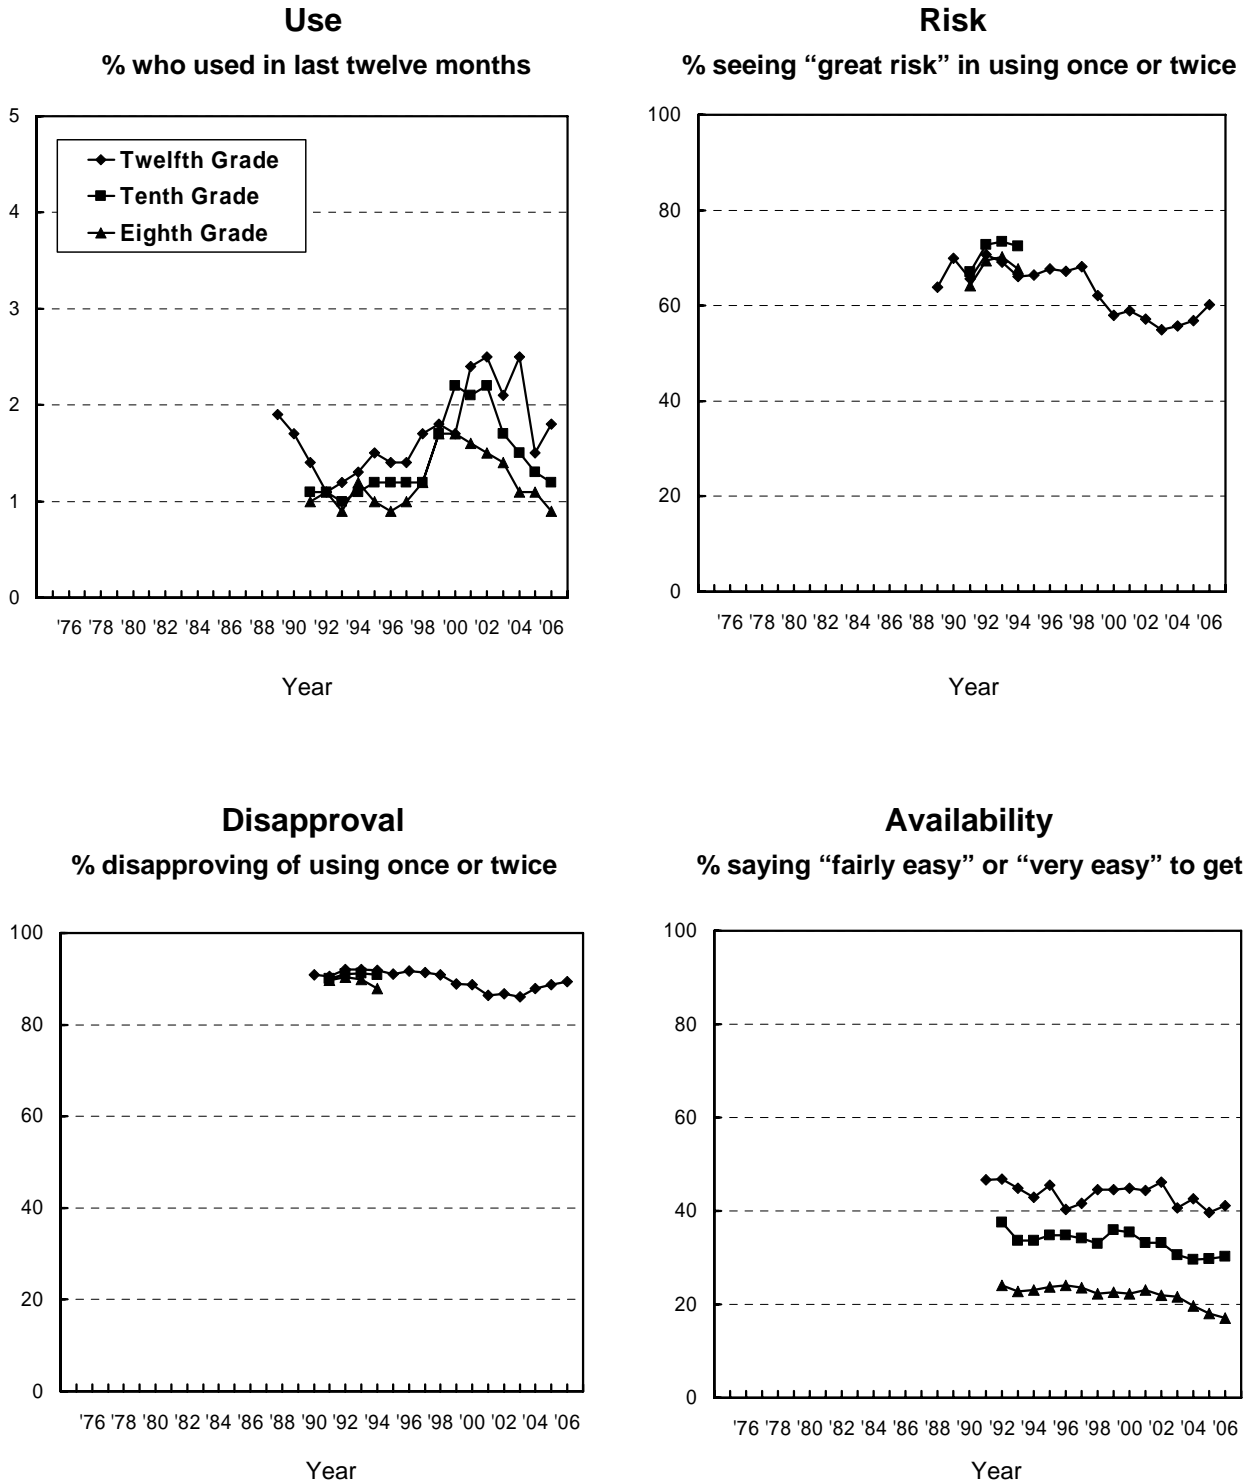 Use
% who used in last twelve months
5
4
3
2
1
0
Twelfth Grade
Tenth Grade
Eighth Grade
'76 '78 '80 '82 '84 '86 '88 '90 '92 '94 '96 '98 '00 '02 '04 '06
Year
Risk
% seeing “great risk” in using once or twice
100
80
60
40
20
0
'76 '78 '80 '82 '84 '86 '88 '90 '92 '94 '96 '98 '00 '02 '04 '06
Year
Disapproval
% disapproving of using once or twice
100
80
60
40
20
0
'76 '78 '80 '82 '84 '86 '88 '90 '92 '94 '96 '98 '00 '02 '04 '06
Year
Availability
% saying “fairly easy” or “very easy” to get
100
80
60
40
20
0
'76 '78 '80 '82 '84 '86 '88 '90 '92 '94 '96 '98 '00 '02 '04 '06
Year